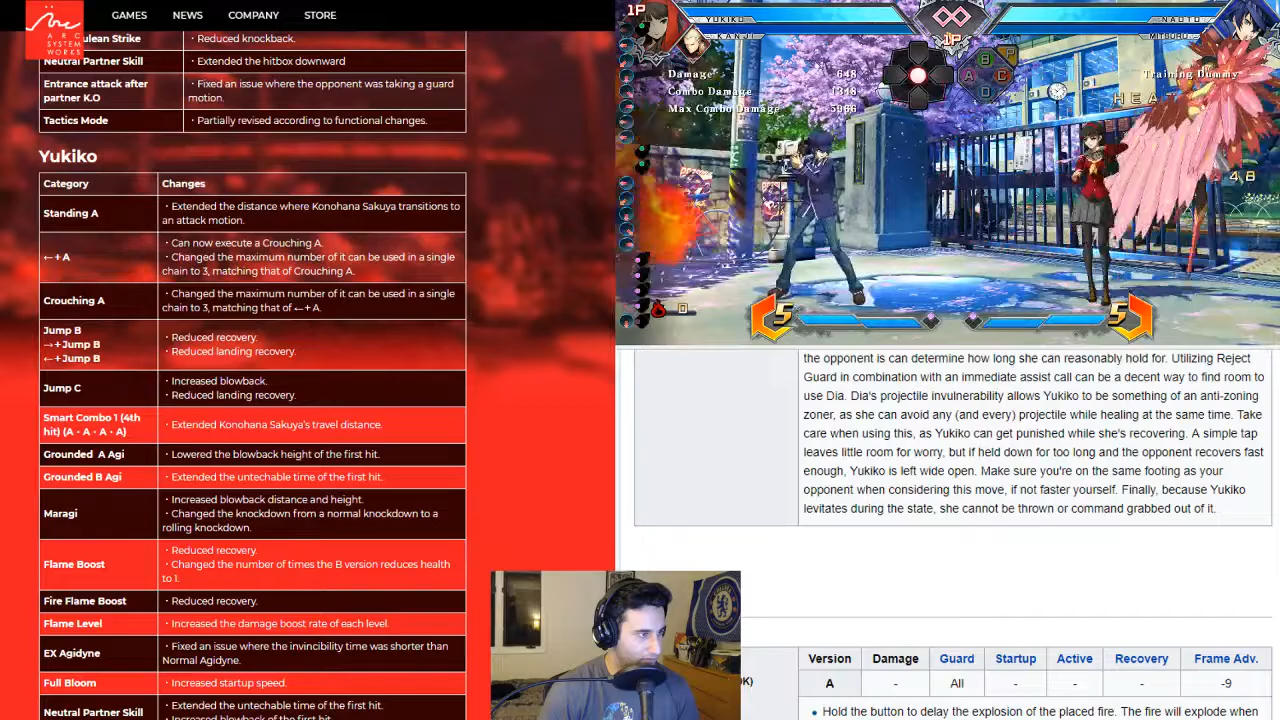 ARC
SYSTEM
WORKS
GAMES
NEWS
COMPANY
STORE
ulean Strike
・Reduced knockback.
Neutral Partner Skill
・Extended the hitbox downward
Entrance attack after
partner K.O
・Fixed an issue where the opponent was taking a guard
motion.
Tactics Mode
・Partially revised according to functional changes.
Yukiko
Category
Changes
Standing A
・Extended the distance where Konohana Sakuya transitions to
an attack motion.
←+A
・Can now execute a Crouching A.
・Changed the maximum number of it can be used in a single
chain to 3, matching that of Crouching A.
Crouching A
・Changed the maximum number of it can be used in a single
chain to 3, matching that of ←+ A.
Jump B
→+Jump B
←+Jump B
・Reduced recovery.
・Reduced landing recovery.
Jump C
・Increased blowback.
・Reduced landing recovery.
Smart Combo 1 (4th
hit) (A・A・A・A)
・Extended Konohana Sakuya's travel distance.
Grounded A Agi
・Lowered the blowback height of the first hit.
Grounded B Agi
・Extended the untechable time of the first hit.
Maragi
・Increased blowback distance and height.
・Changed the knockdown from a normal knockdown to a
rolling knockdown.
Flame Boost
・Reduced recovery.
・Changed the number of times the B version reduces health
to 1.
Fire Flame Boost
・Reduced recovery.
Flame Level
・Increased the damage boost rate of each level.
EX Agidyne
・Fixed an issue where the invincibility time was shorter than
Normal Agidyne.
Full Bloom
・Increased startup speed.
Neutral Partner Skill
・Extended the untechable time of the first hit.
・Increased blowback of the first hit.
1P
YUKIKO
KANJI
NAOTO
MITSURU
1P
Damage 648
Combo Damage 1348
Max Combo Damage 5966
B P
A C
D
Training Dummy
HEA
4,8
5
5
0
the opponent is can determine how long she can reasonably hold for. Utilizing Reject
Guard in combination with an immediate assist call can be a decent way to find room to
use Dia. Dia's projectile invulnerability allows Yukiko to be something of an anti-zoning
zoner, as she can avoid any (and every) projectile while healing at the same time. Take
care when using this, as Yukiko can get punished while she's recovering. A simple tap
leaves little room for worry, but if held down for too long and the opponent recovers fast
enough, Yukiko is left wide open. Make sure you're on the same footing as your
opponent when considering this move, if not faster yourself. Finally, because Yukiko
levitates during the state, she cannot be thrown or command grabbed out of it.
Version Damage Guard Startup Active Recovery Frame Adv.
A - All - - - -9
K)
• Hold the button to delay the explosion of the placed fire. The fire will explode when